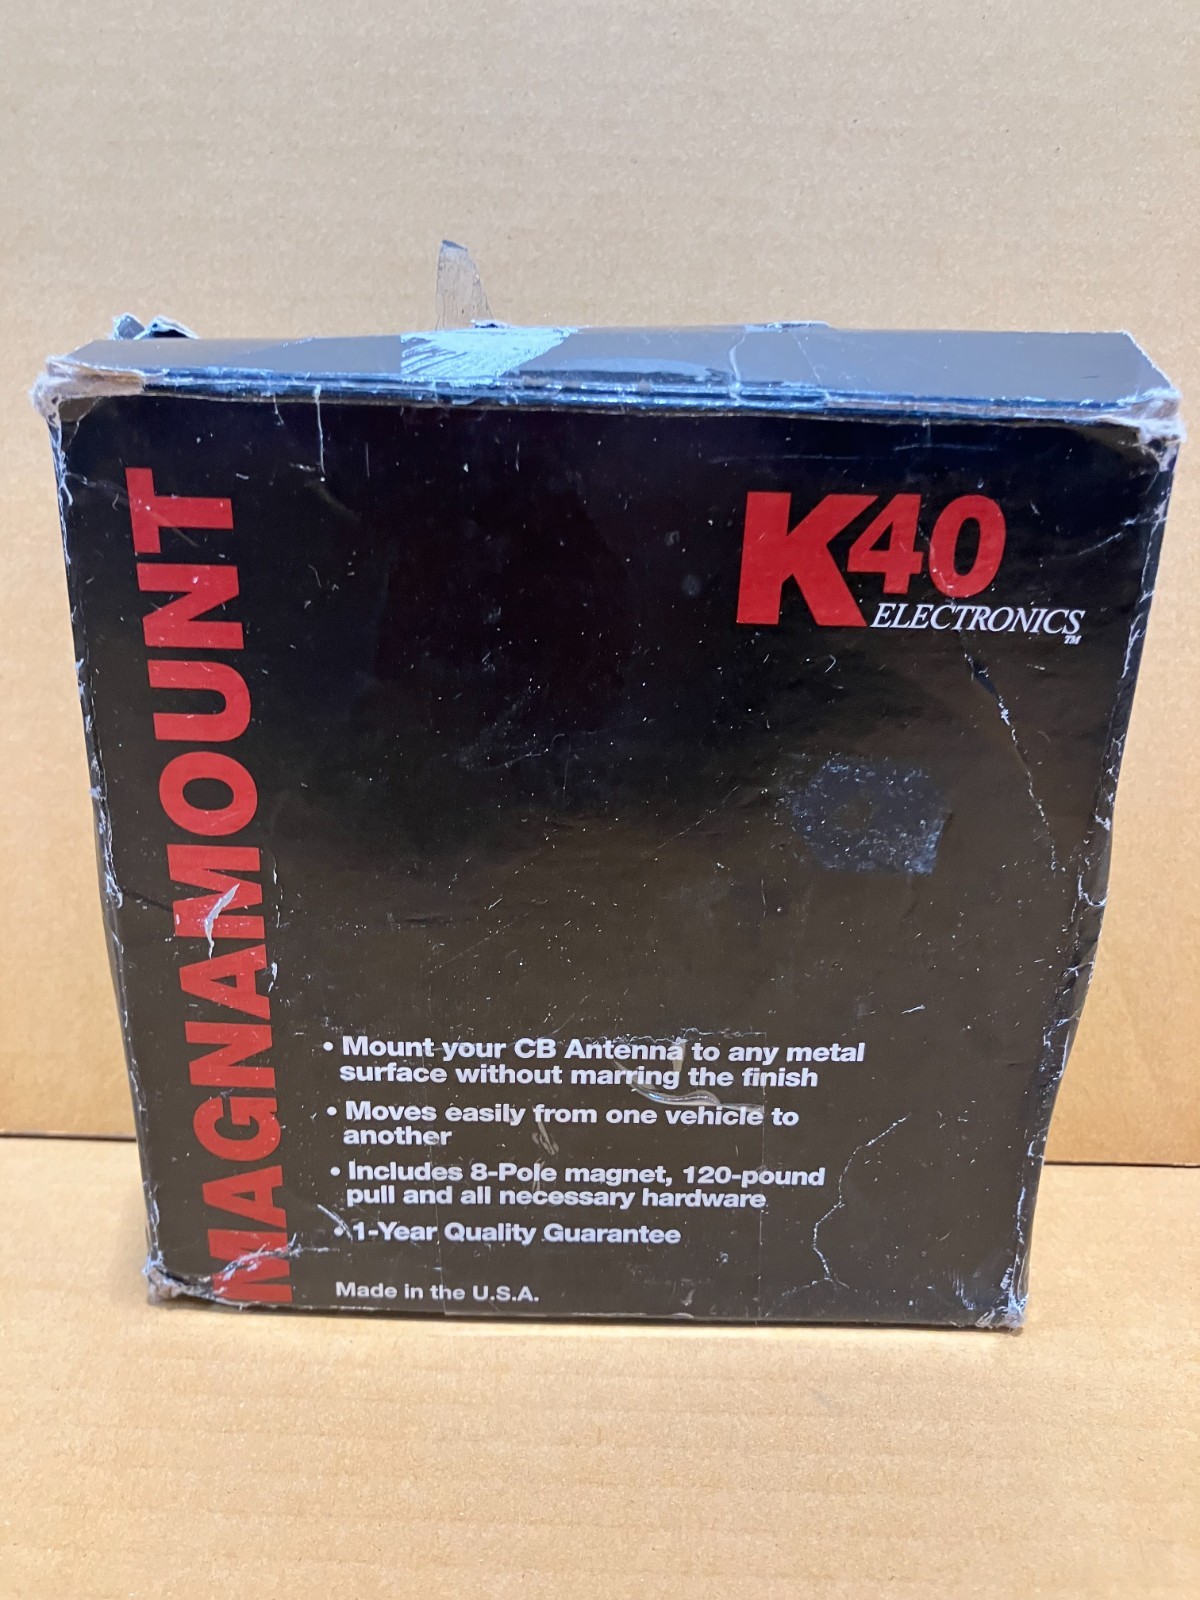 MAGNAMOUNT
K40
ELECTRONICS
TM
• Mount your CB Antenna to any metal
surface without marring the finish
• Moves easily from one vehicle to
another
• Includes 8-Pole magnet, 120-pound
pull and all necessary hardware
• 1-Year Quality Guarantee
Made in the U.S.A.